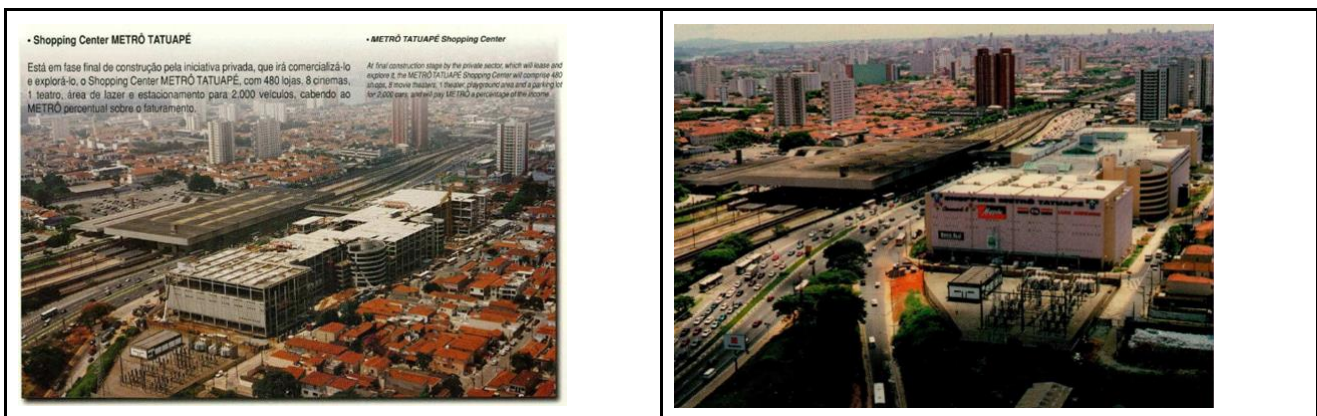 • Shopping Center METRÔ TATUAPÉ
Está em fase final de construção pela iniciativa privada, que irá comercializá-lo
e explorá-lo, o Shopping Center METRÔ TATUAPÉ, com 480 lojas, 8 cinemas,
1 teatro, área de lazer e estacionamento para 2.000 veículos, cabendo ao
METRÔ percentual sobre o faturamento.
• METRÔ TATUAPÉ Shopping Center
At final construction stage by the private sector, which will lease and
explore it, the METRÔ TATUAPÉ Shopping Center will comprise 480
shops, 8 movie theaters, 1 theater, playground area and a parking lot
for 2,000 cars, and will pay METRÔ a percentage of the income.
SHOPPING METRÔ TATUAPÉ